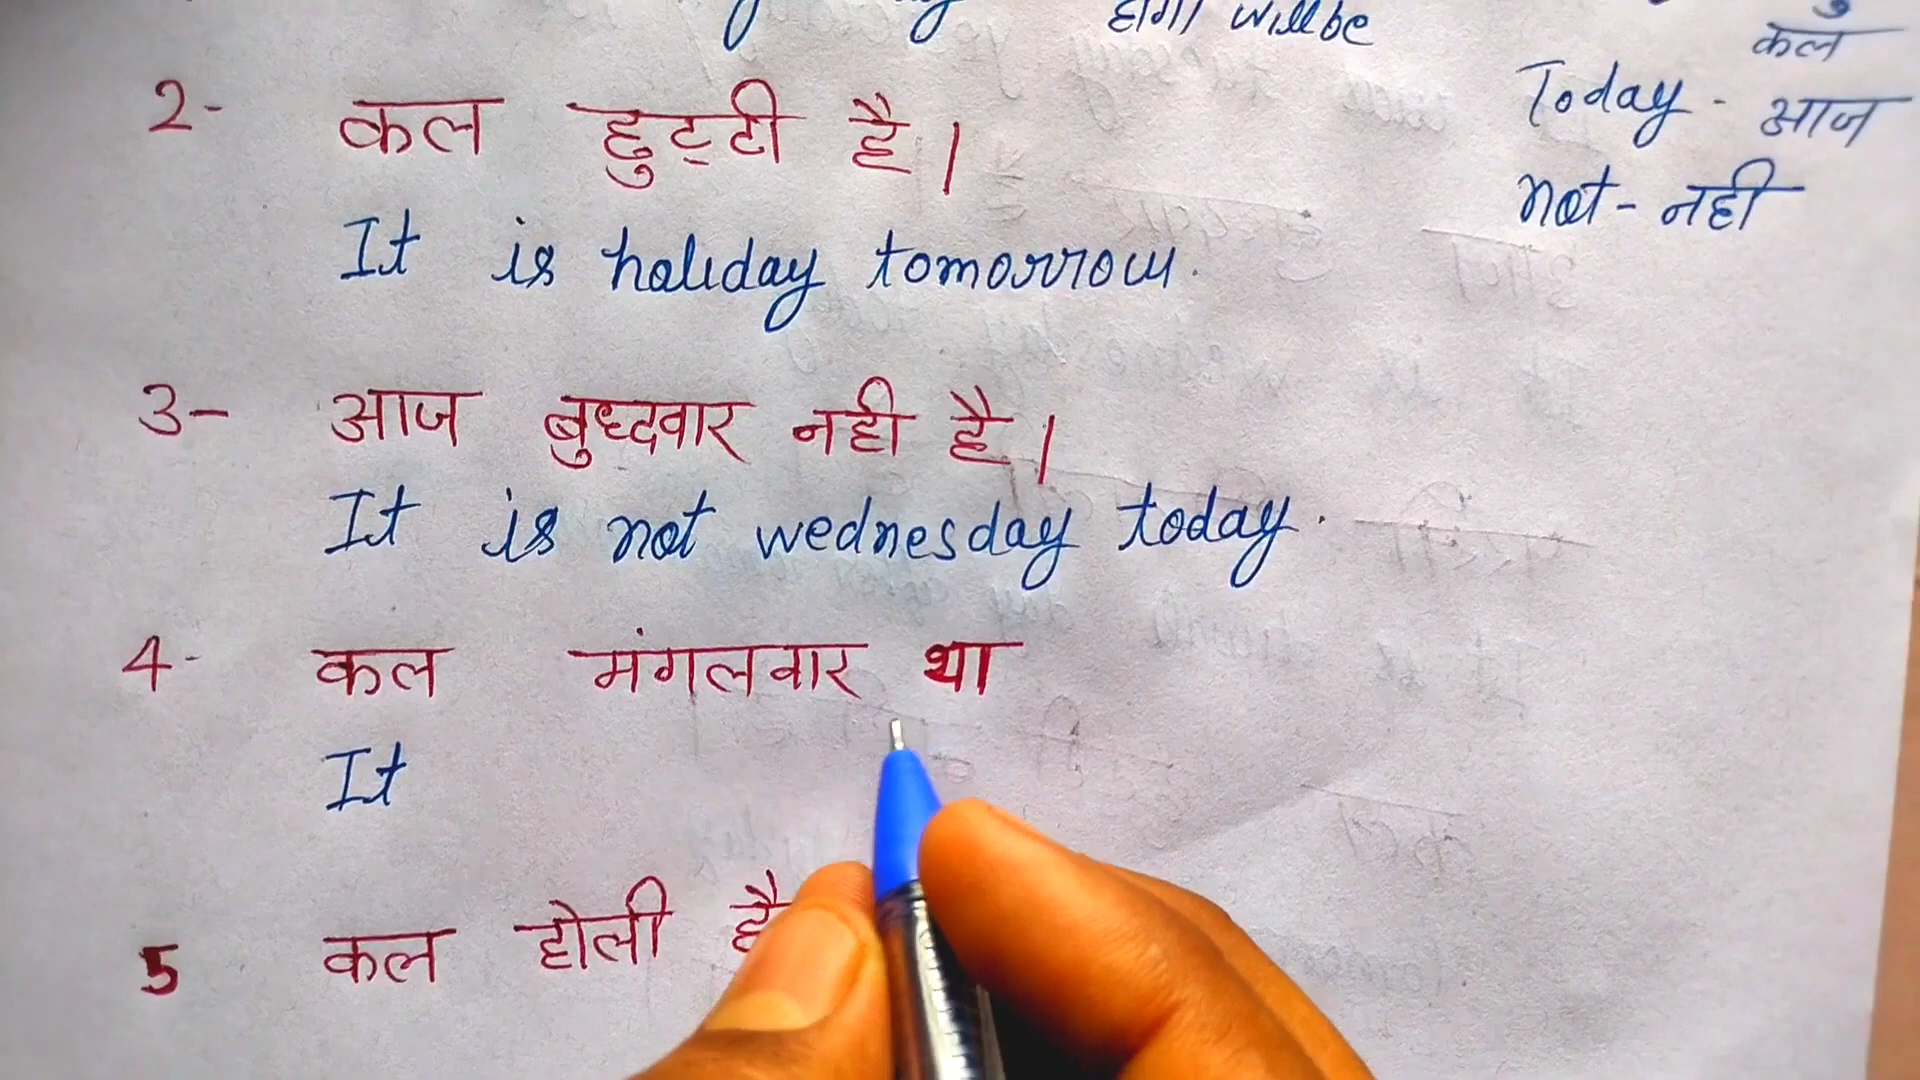 होगा will be
कल
Today - आज
not - नही
2- कल हुट्टी है।
It is holiday tomorrow.
3- आज बुध्दवार नही है।
It is not wednesday today.
4- कल मंगलवार था
It
5 कल होली है